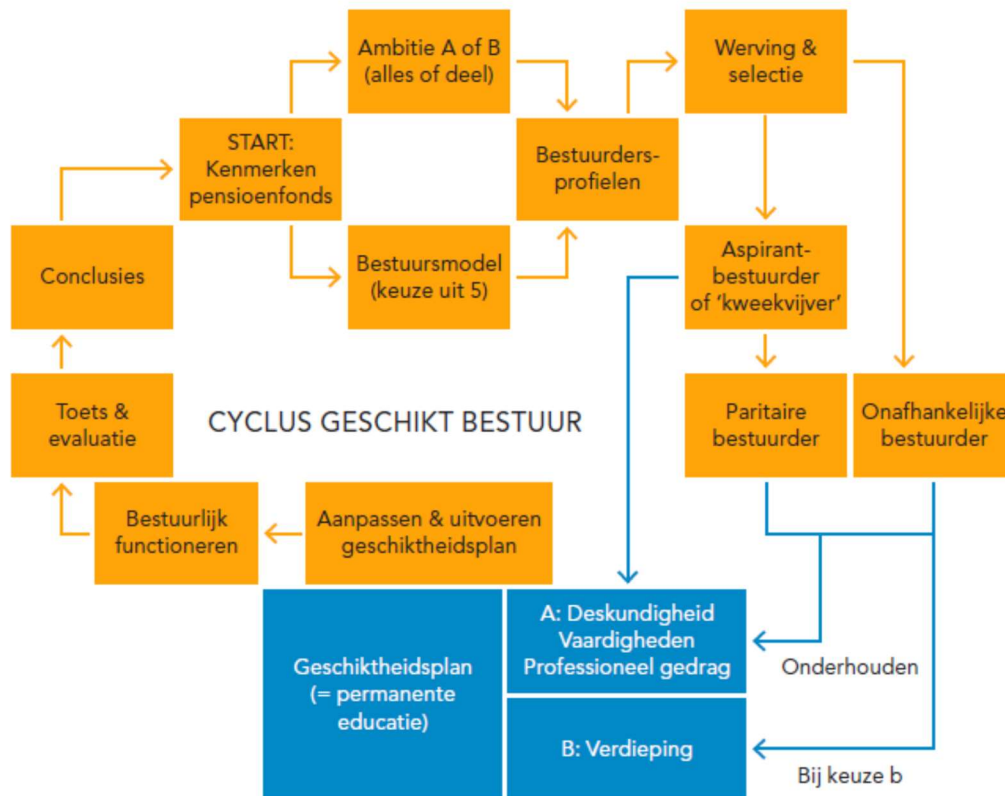 Ambitie A of B
(alles of deel)
Werving &
selectie
START:
Kenmerken
pensioenfonds
Bestuurders-
profielen
Conclusies
Bestuursmodel
(keuze uit 5)
Aspirant-
bestuurder
of ‘kweekvijver’
Toets &
evaluatie
CYCLUS GESCHIKT BESTUUR
Paritaire
bestuurder
Onafhankelijke
bestuurder
Bestuurlijk
functioneren
Aanpassen & uitvoeren
geschiktheidsplan
Geschiktheidsplan
(= permanente
educatie)
A: Deskundigheid
Vaardigheden
Professioneel gedrag
Onderhouden
B: Verdieping
Bij keuze b